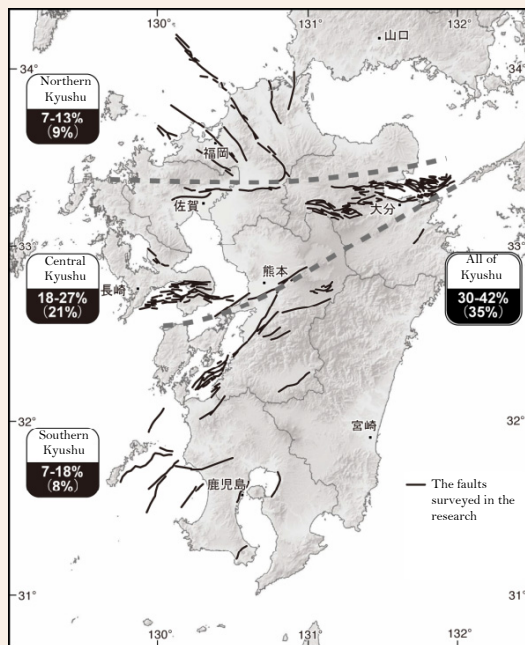 130°
131°
132°
山口
34°
34°
Northern
Kyushu
7-13%
(9%)
福岡
佐賀
大分
33°
33°
Central
Kyushu
18-27%
(21%)
長崎
熊本
All of
Kyushu
30-42%
(35%)
32°
32°
宮崎
Southern
Kyushu
7-18%
(8%)
鹿児島
The faults
surveyed in the
research
31°
31°
130°
131°
132°